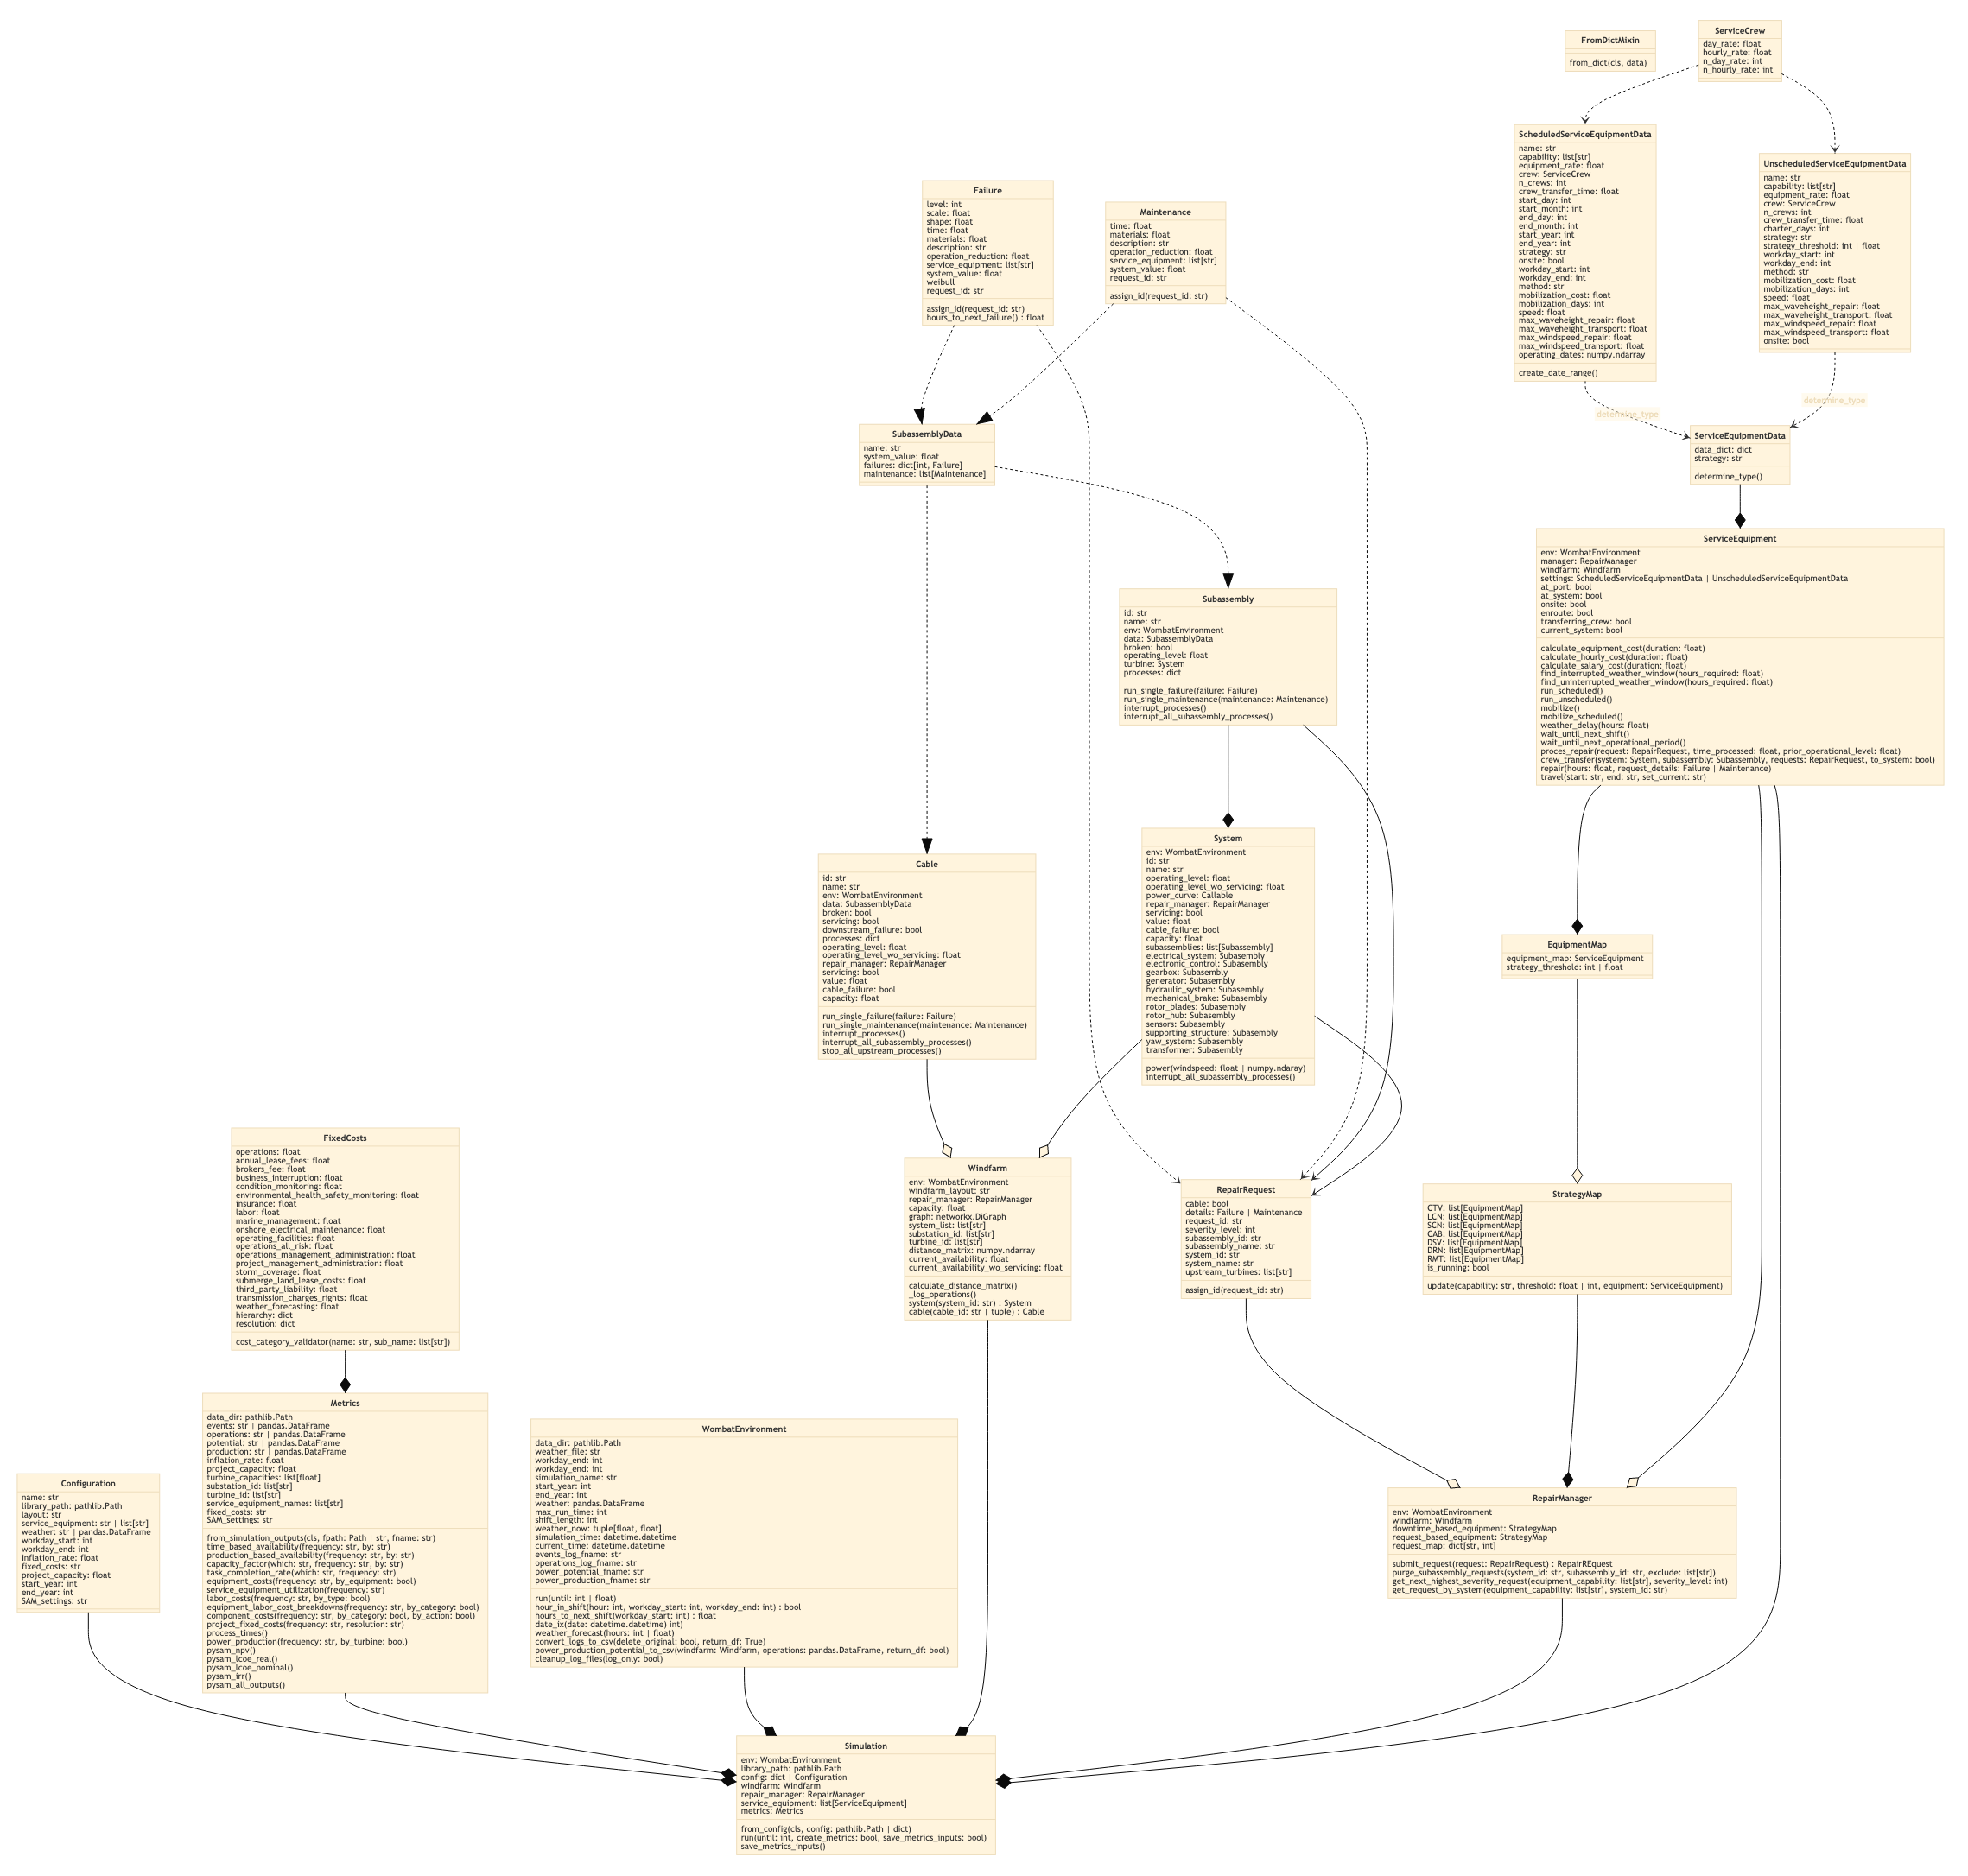 FromDictMixin
from_dict(cls, data)
ServiceCrew
day_rate: float
hourly_rate: float
n_day_rate: int
n_hourly_rate: int
ScheduledServiceEquipmentData
name: str
capability: list[str]
equipment_rate: float
crew: ServiceCrew
n_crews: int
crew_transfer_time: float
start_day: int
start_month: int
end_day: int
end_month: int
start_year: int
end_year: int
strategy: str
onsite: bool
workday_start: int
workday_end: int
method: str
mobilization_cost: float
mobilization_days: int
speed: float
max_waveheight_repair: float
max_waveheight_transport: float
max_windspeed_repair: float
max_windspeed_transport: float
operating_dates: numpy.ndarray
create_date_range()
UnscheduledServiceEquipmentData
name: str
capability: list[str]
equipment_rate: float
crew: ServiceCrew
n_crews: int
crew_transfer_time: float
charter_days: int
strategy: str
strategy_threshold: int | float
workday_start: int
workday_end: int
method: str
mobilization_cost: float
mobilization_days: int
speed: float
max_waveheight_repair: float
max_waveheight_transport: float
max_windspeed_repair: float
max_windspeed_transport: float
onsite: bool
Failure
level: int
scale: float
shape: float
time: float
materials: float
description: str
operation_reduction: float
service_equipment: list[str]
system_value: float
weibull
request_id: str
assign_id(request_id: str)
hours_to_next_failure() : float
Maintenance
time: float
materials: float
description: str
operation_reduction: float
service_equipment: list[str]
system_value: float
request_id: str
assign_id(request_id: str)
determine_type
determine_type
SubassemblyData
name: str
system_value: float
failures: dict[int, Failure]
maintenance: list[Maintenance]
ServiceEquipmentData
data_dict: dict
strategy: str
determine_type()
ServiceEquipment
env: WombatEnvironment
manager: RepairManager
windfarm: Windfarm
settings: ScheduledServiceEquipmentData | UnscheduledServiceEquipmentData
at_port: bool
at_system: bool
onsite: bool
enroute: bool
transferring_crew: bool
current_system: bool
calculate_equipment_cost(duration: float)
calculate_hourly_cost(duration: float)
calculate_salary_cost(duration: float)
find_interrupted_weather_window(hours_required: float)
find_uninterrupted_weather_window(hours_required: float)
run_scheduled()
run_unscheduled()
mobilize()
mobilize_scheduled()
weather_delay(hours: float)
wait_until_next_shift()
wait_until_next_operational_period()
proces_repair(request: RepairRequest, time_processed: float, prior_operational_level: float)
crew_transfer(system: System, subassembly: Subassembly, requests: RepairRequest, to_system: bool)
repair(hours: float, request_details: Failure | Maintenance)
travel(start: str, end: str, set_current: str)
Subassembly
id: str
name: str
env: WombatEnvironment
data: SubassemblyData
broken: bool
operating_level: float
turbine: System
processes: dict
run_single_failure(failure: Failure)
run_single_maintenance(maintenance: Maintenance)
interrupt_processes()
interrupt_all_subassembly_processes()
System
env: WombatEnvironment
id: str
name: str
operating_level: float
operating_level_wo_servicing: float
power_curve: Callable
repair_manager: RepairManager
servicing: bool
value: float
cable_failure: bool
capacity: float
subassemblies: list[Subassembly]
electrical_system: Subasembly
electronic_control: Subasembly
gearbox: Subasembly
generator: Subasembly
hydraulic_system: Subasembly
mechanical_brake: Subasembly
rotor_blades: Subasembly
rotor_hub: Subasembly
sensors: Subasembly
supporting_structure: Subasembly
yaw_system: Subasembly
transformer: Subasembly
power(windspeed: float | numpy.ndaray)
interrupt_all_subassembly_processes()
Cable
id: str
name: str
env: WombatEnvironment
data: SubassemblyData
broken: bool
servicing: bool
downstream_failure: bool
processes: dict
operating_level: float
operating_level_wo_servicing: float
repair_manager: RepairManager
servicing: bool
value: float
cable_failure: bool
capacity: float
run_single_failure(failure: Failure)
run_single_maintenance(maintenance: Maintenance)
interrupt_processes()
interrupt_all_subassembly_processes()
stop_all_upstream_processes()
EquipmentMap
equipment_map: ServiceEquipment
strategy_threshold: int | float
FixedCosts
operations: float
annual_lease_fees: float
brokers_fee: float
business_interruption: float
condition_monitoring: float
environmental_health_safety_monitoring: float
insurance: float
labor: float
marine_management: float
onshore_electrical_maintenance: float
operating_facilities: float
operations_all_risk: float
operations_management_administration: float
project_management_administration: float
storm_coverage: float
submerge_land_lease_costs: float
third_party_liability: float
transmission_charges_rights: float
weather_forecasting: float
hierarchy: dict
resolution: dict
cost_category_validator(name: str, sub_name: list[str])
Windfarm
env: WombatEnvironment
windfarm_layout: str
repair_manager: RepairManager
capacity: float
graph: networkx.DiGraph
system_list: list[str]
substation_id: list[str]
turbine_id: list[str]
distance_matrix: numpy.ndarray
current_availability: float
current_availability_wo_servicing: float
calculate_distance_matrix()
_log_operations()
system(system_id: str) : System
cable(cable_id: str | tuple) : Cable
RepairRequest
cable: bool
details: Failure | Maintenance
request_id: str
severity_level: int
subassembly_id: str
subassembly_name: str
system_id: str
system_name: str
upstream_turbines: list[str]
assign_id(request_id: str)
StrategyMap
CTV: list[EquipmentMap]
LCN: list[EquipmentMap]
SCN: list[EquipmentMap]
CAB: list[EquipmentMap]
DSV: list[EquipmentMap]
DRN: list[EquipmentMap]
RMT: list[EquipmentMap]
is_running: bool
update(capability: str, threshold: float | int, equipment: ServiceEquipment)
Configuration
name: str
library_path: pathlib.Path
layout: str
service_equipment: str | list[str]
weather: str | pandas.DataFrame
workday_start: int
workday_end: int
inflation_rate: float
fixed_costs: str
project_capacity: float
start_year: int
end_year: int
SAM_settings: str
Metrics
data_dir: pathlib.Path
events: str | pandas.DataFrame
operations: str | pandas.DataFrame
potential: str | pandas.DataFrame
production: str | pandas.DataFrame
inflation_rate: float
project_capacity: float
turbine_capacities: list[float]
substation_id: list[str]
turbine_id: list[str]
service_equipment_names: list[str]
fixed_costs: str
SAM_settings: str
from_simulation_outputs(cls, fpath: Path | str, fname: str)
time_based_availability(frequency: str, by: str)
production_based_availability(frequency: str, by: str)
capacity_factor(which: str, frequency: str, by: str)
task_completion_rate(which: str, frequency: str)
equipment_costs(frequency: str, by_equipment: bool)
service_equipment_utilization(frequency: str)
labor_costs(frequency: str, by_type: bool)
equipment_labor_cost_breakdowns(frequency: str, by_category: bool)
component_costs(frequency: str, by_category: bool, by_action: bool)
project_fixed_costs(frequency: str, resolution: str)
process_times()
power_production(frequency: str, by_turbine: bool)
pysam_npv()
pysam_lcoe_real()
pysam_lcoe_nominal()
pysam_irr()
pysam_all_outputs()
WombatEnvironment
data_dir: pathlib.Path
weather_file: str
workday_end: int
workday_end: int
simulation_name: str
start_year: int
end_year: int
weather: pandas.DataFrame
max_run_time: int
shift_length: int
weather_now: tuple[float, float]
simulation_time: datetime.datetime
current_time: datetime.datetime
events_log_fname: str
operations_log_fname: str
power_potential_fname: str
power_production_fname: str
run(until: int | float)
hour_in_shift(hour: int, workday_start: int, workday_end: int) : bool
hours_to_next_shift(workday_start: int) : float
date_ix(date: datetime.datetime) int)
weather_forecast(hours: int | float)
convert_logs_to_csv(delete_original: bool, return_df: True)
power_production_potential_to_csv(windfarm: Windfarm, operations: pandas.DataFrame, return_df: bool)
cleanup_log_files(log_only: bool)
RepairManager
env: WombatEnvironment
windfarm: Windfarm
downtime_based_equipment: StrategyMap
request_based_equipment: StrategyMap
request_map: dict[str, int]
submit_request(request: RepairRequest) : RepairREquest
purge_subassembly_requests(system_id: str, subassembly_id: str, exclude: list[str])
get_next_highest_severity_request(equipment_capability: list[str], severity_level: int)
get_request_by_system(equipment_capability: list[str], system_id: str)
Simulation
env: WombatEnvironment
library_path: pathlib.Path
config: dict | Configuration
windfarm: Windfarm
repair_manager: RepairManager
service_equipment: list[ServiceEquipment]
metrics: Metrics
from_config(cls, config: pathlib.Path | dict)
run(until: int, create_metrics: bool, save_metrics_inputs: bool)
save_metrics_inputs()